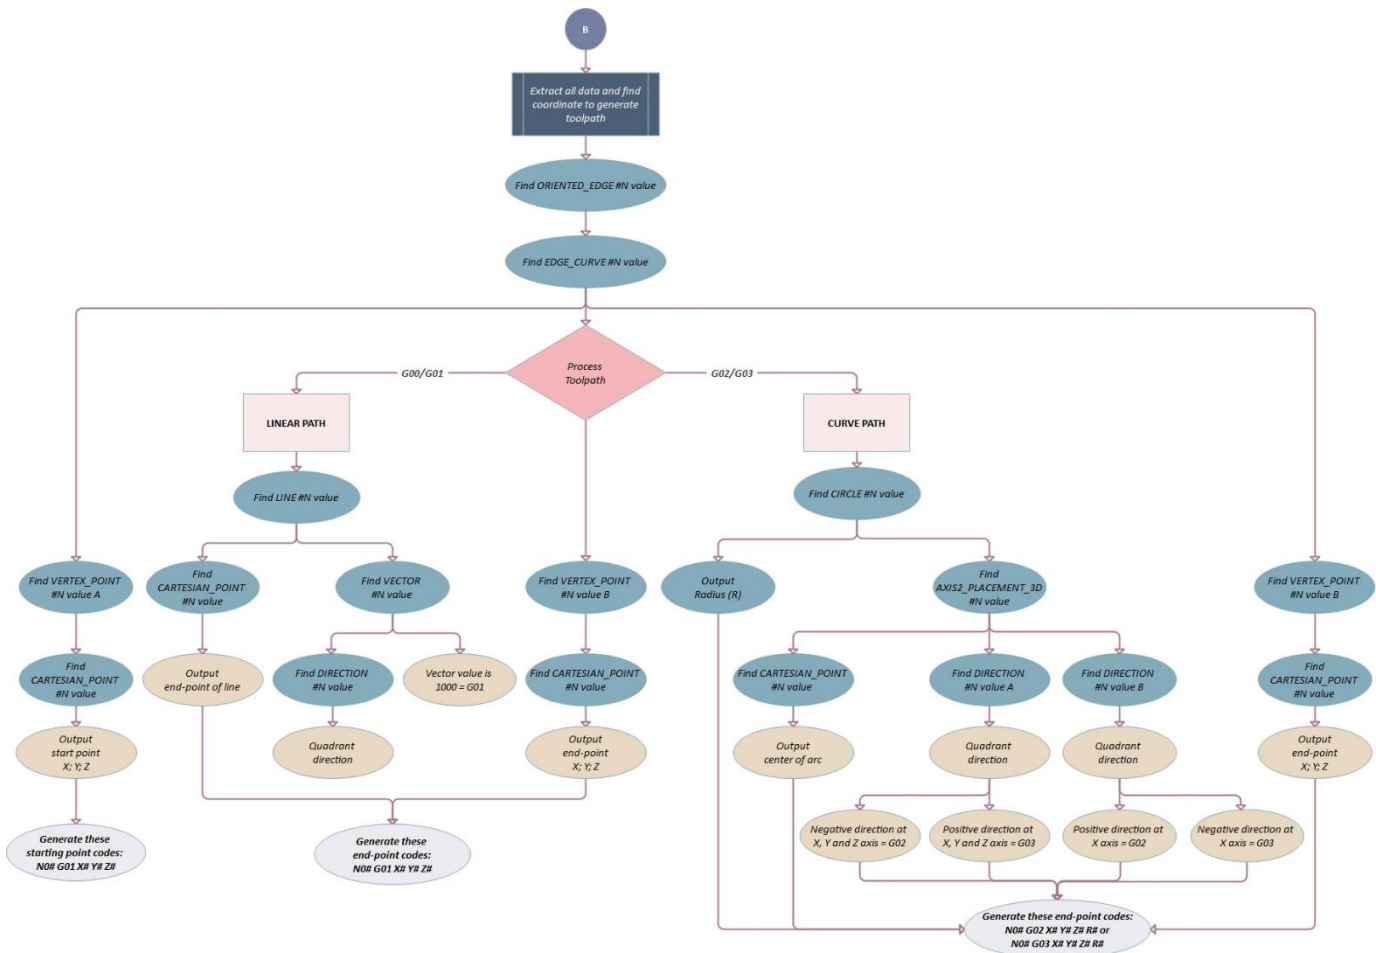 B
Extract all data and find
coordinate to generate
toolpath
Find ORIENTED_EDGE #N value
Find EDGE_CURVE #N value
Process
Toolpath
G00/G01
G02/G03
LINEAR PATH
CURVE PATH
Find LINE #N value
Find CIRCLE #N value
Find VERTEX_POINT
#N value A
Find
CARTESIAN_POINT
#N value
Find VECTOR
#N value
Find VERTEX_POINT
#N value B
Output
Radius (R)
Find
AXIS2_PLACEMENT_3D
#N value
Find VERTEX_POINT
#N value B
Find
CARTESIAN_POINT
#N value
Output
end-point of line
Find DIRECTION
#N value
Vector value is
1000 = G01
Find CARTESIAN_POINT
#N value
Find CARTESIAN_POINT
#N value
Find DIRECTION
#N value A
Find DIRECTION
#N value B
Find
CARTESIAN_POINT
#N value
Output
start point
X; Y; Z
Quadrant
direction
Output
end-point
X; Y; Z
Output
center of arc
Quadrant
direction
Quadrant
direction
Output
end-point
X; Y; Z
Negative direction at
X, Y and Z axis = G02
Positive direction at
X, Y and Z axis = G03
Positive direction at
X axis = G02
Negative direction at
X axis = G03
Generate these
starting point codes:
N0# G01 X# Y# Z#
Generate these
end-point codes:
N0# G01 X# Y# Z#
Generate these end-point codes:
N0# G02 X# Y# Z# R# or
N0# G03 X# Y# Z# R#